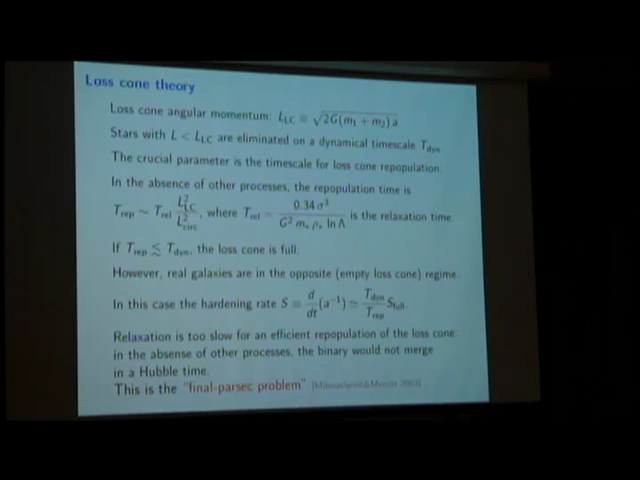 Loss cone theory
Loss cone angular momentum: L_LC ≡ √2G(m₁ + m₂) a.
Stars with L < L_LC are eliminated on a dynamical timescale T_dyn.
The crucial parameter is the timescale for loss cone repopulation.
In the absence of other processes, the repopulation time is
T_rep ∼ T_rel L²_LC / L²_circ, where T_rel = 0.34 σ³ / G² m⋆ ρ⋆ ln Λ is the relaxation time.
If T_rep ≲ T_dyn, the loss cone is full.
However, real galaxies are in the opposite (empty loss cone) regime.
In this case the hardening rate S ≡ d/dt (a⁻¹) ≃ T_dyn / T_rep S_full.
Relaxation is too slow for an efficient repopulation of the loss cone:
in the absense of other processes, the binary would not merge
in a Hubble time.
This is the "final-parsec problem" [Milosavljević&Merritt 2003]